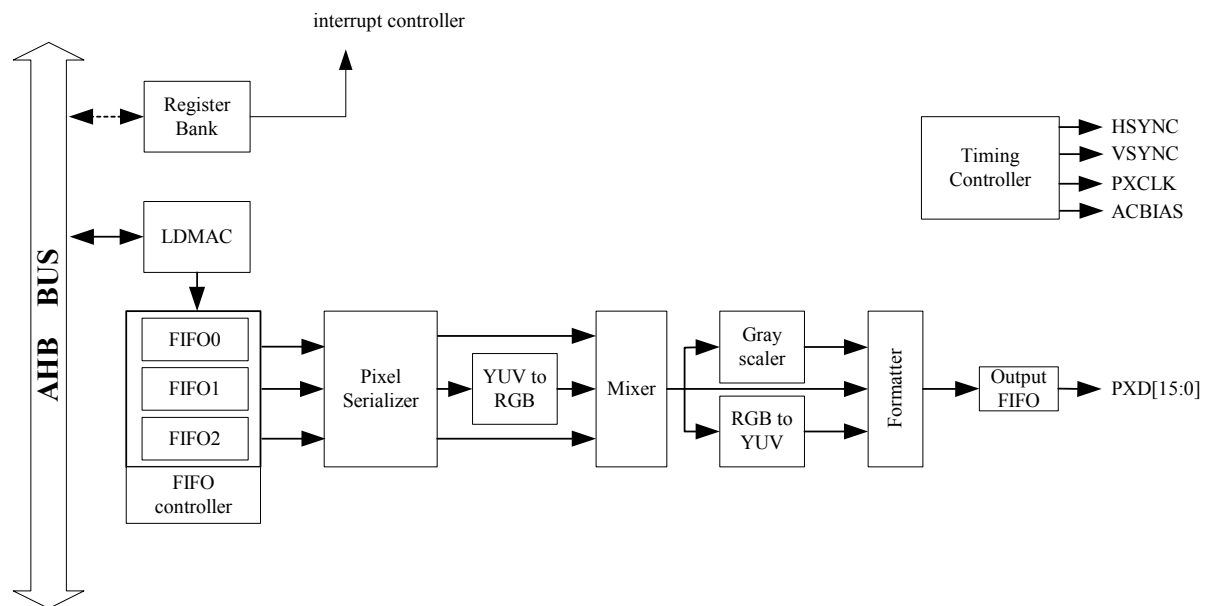 interrupt controller
Register
Bank
HSYNC
VSYNC
PXCLK
ACBIAS
Timing
Controller
LDMAC
AHB BUS
FIFO0
FIFO1
FIFO2
FIFO
controller
Pixel
Serializer
YUV to
RGB
Mixer
Gray
scaler
RGB to
YUV
Formatter
Output
FIFO
PXD[15:0]